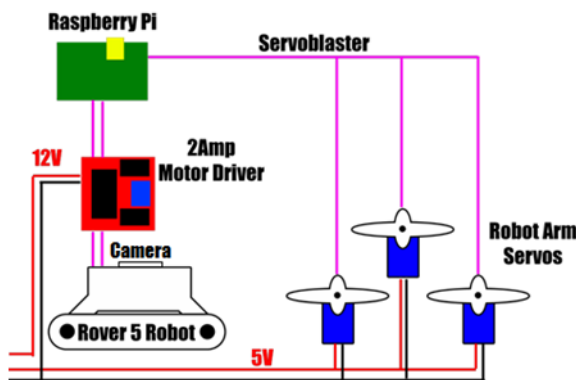 Raspberry Pi
Servoblaster
12V
2Amp
Motor Driver
Camera
Robot Arm
Servos
Rover 5 Robot
5V